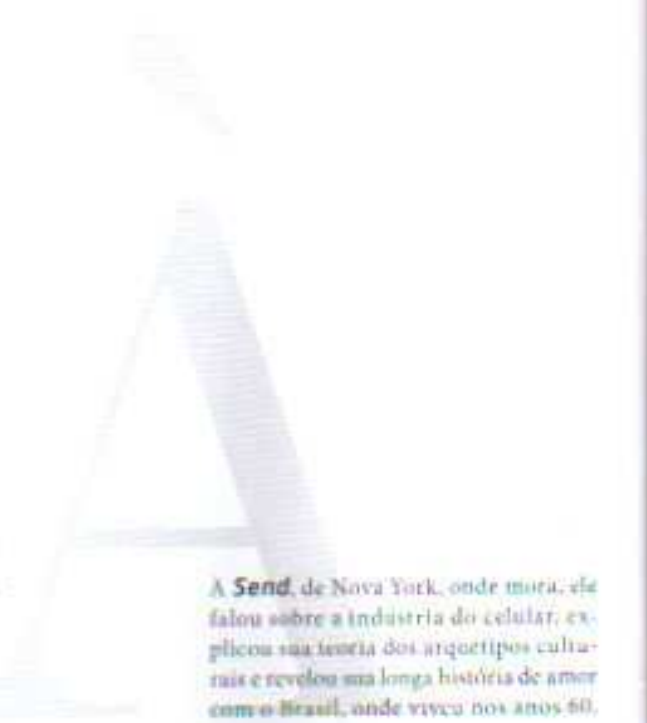 À
À Send, de Nova York, onde mora, ele
falou sobre a indústria do celular, ex-
plicou sua teoria dos arquetipos cultu-
rais e revelou sua longa história de amor
com o Brasil, onde viveu nos anos 60.